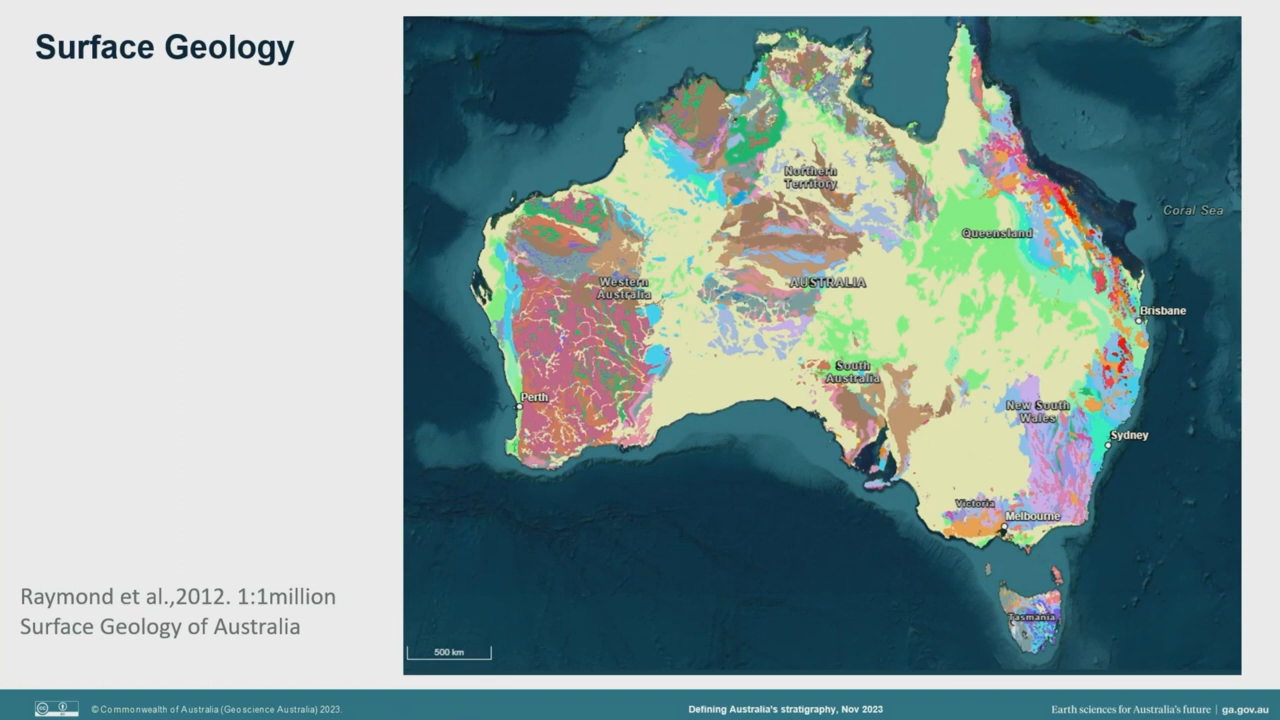 Surface Geology
Northern
Territory
Coral Sea
Queensland
Western
Australia
AUSTRALIA
Brisbane
South
Australia
Perth
New South
Wales
Sydney
Victoria
Melbourne
Raymond et al.,2012. 1:1million
Surface Geology of Australia
Tasmania
500 km
© Commonwealth of Australia (Geoscience Australia) 2023.
Defining Australia's stratigraphy, Nov 2023
Earth sciences for Australia's future | ga.gov.au